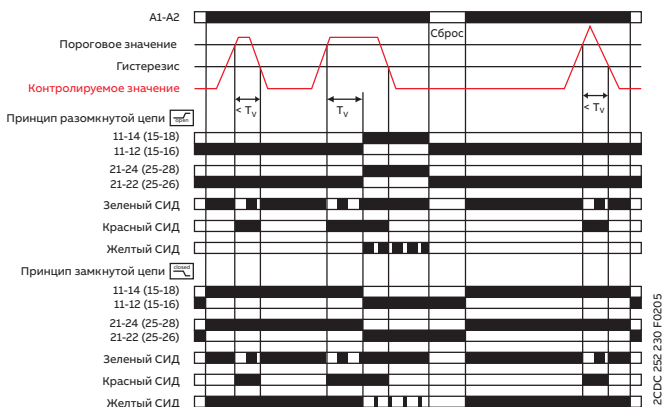 A1-A2
Сброс
Пороговое значение
Гистерезис
Контролируемое значение
< Tv
Tv
< Tv
Принцип разомкнутой цепи open
11-14 (15-18)
11-12 (15-16)
21-24 (25-28)
21-22 (25-26)
Зеленый СИД
Красный СИД
Желтый СИД
Принцип замкнутой цепи closed
11-14 (15-18)
11-12 (15-16)
21-24 (25-28)
21-22 (25-26)
Зеленый СИД
Красный СИД
Желтый СИД
2CDC 252 230 F0205